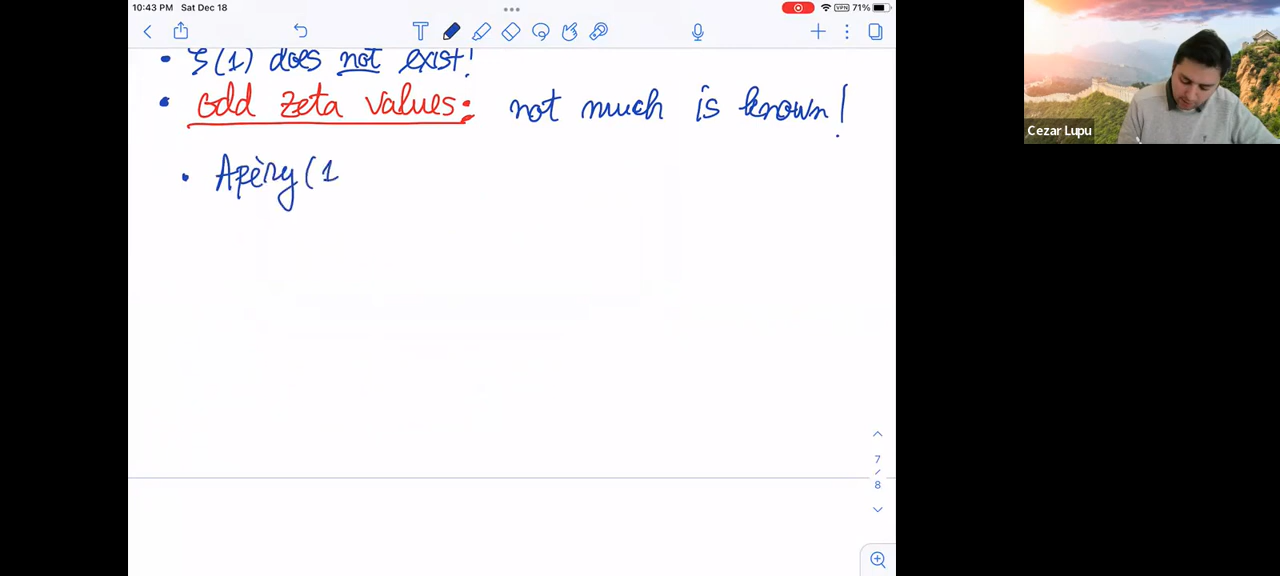 10:43 PM Sat Dec 18
VPN 71%
• ζ(1) does not exist!
• Odd zeta values: not much is known!
• Apèry (1
Cezar Lupu
7
/
8